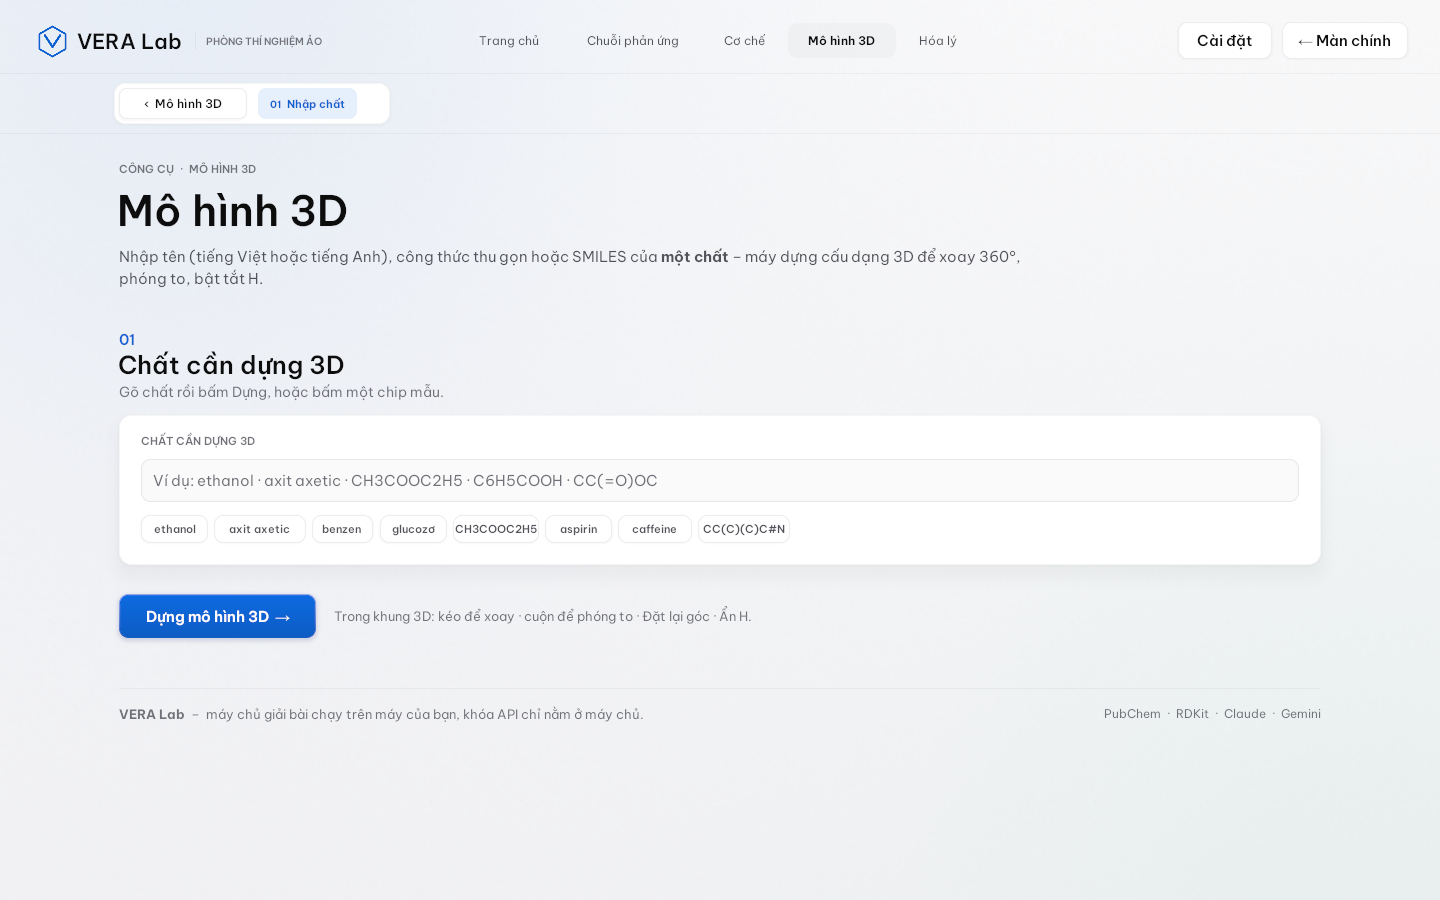 VERA Lab PHÒNG THÍ NGHIỆM ẢO Trang chủ Chuỗi phản ứng Cơ chế Mô hình 3D Hóa lý Cài đặt ← Màn chính
‹ Mô hình 3D 01 Nhập chất
CÔNG CỤ · MÔ HÌNH 3D
Mô hình 3D
Nhập tên (tiếng Việt hoặc tiếng Anh), công thức thu gọn hoặc SMILES của một chất – máy dựng cấu dạng 3D để xoay 360°,
phóng to, bật tắt H.
01
Chất cần dựng 3D
Gõ chất rồi bấm Dựng, hoặc bấm một chip mẫu.
CHẤT CẦN DỰNG 3D
Ví dụ: ethanol · axit axetic · CH3COOC2H5 · C6H5COOH · CC(=O)OC
ethanol axit axetic benzen glucozơ CH3COOC2H5 aspirin caffeine CC(C)(C)C#N
Dựng mô hình 3D → Trong khung 3D: kéo để xoay · cuộn để phóng to · Đặt lại góc · Ẩn H.
VERA Lab – máy chủ giải bài chạy trên máy của bạn, khóa API chỉ nằm ở máy chủ. PubChem · RDKit · Claude · Gemini